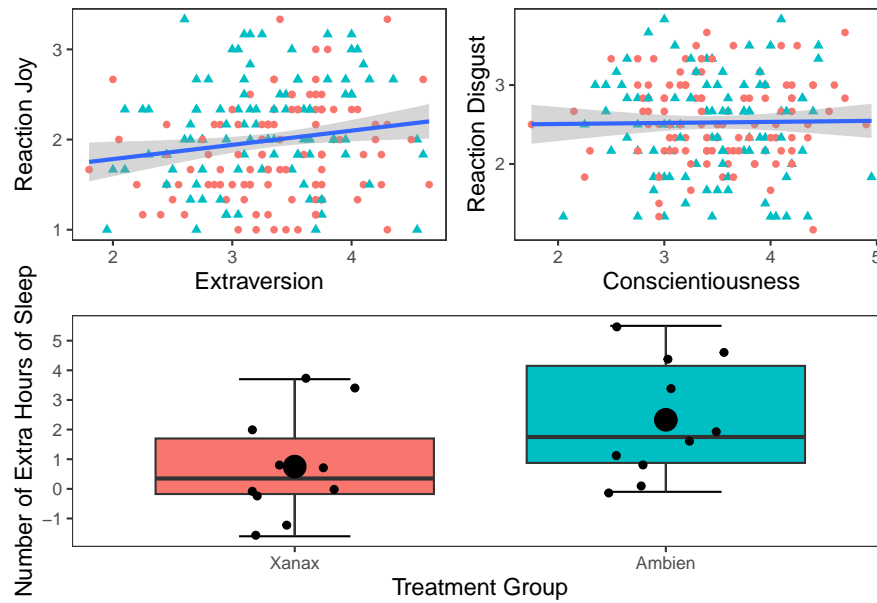 Reaction Joy
3
2
1
2
3
4
Extraversion
Reaction Disgust
3
2
2
3
4
5
Conscientiousness
Number of Extra Hours of Sleep
5
4
3
2
1
0
−1
Xanax
Ambien
Treatment Group